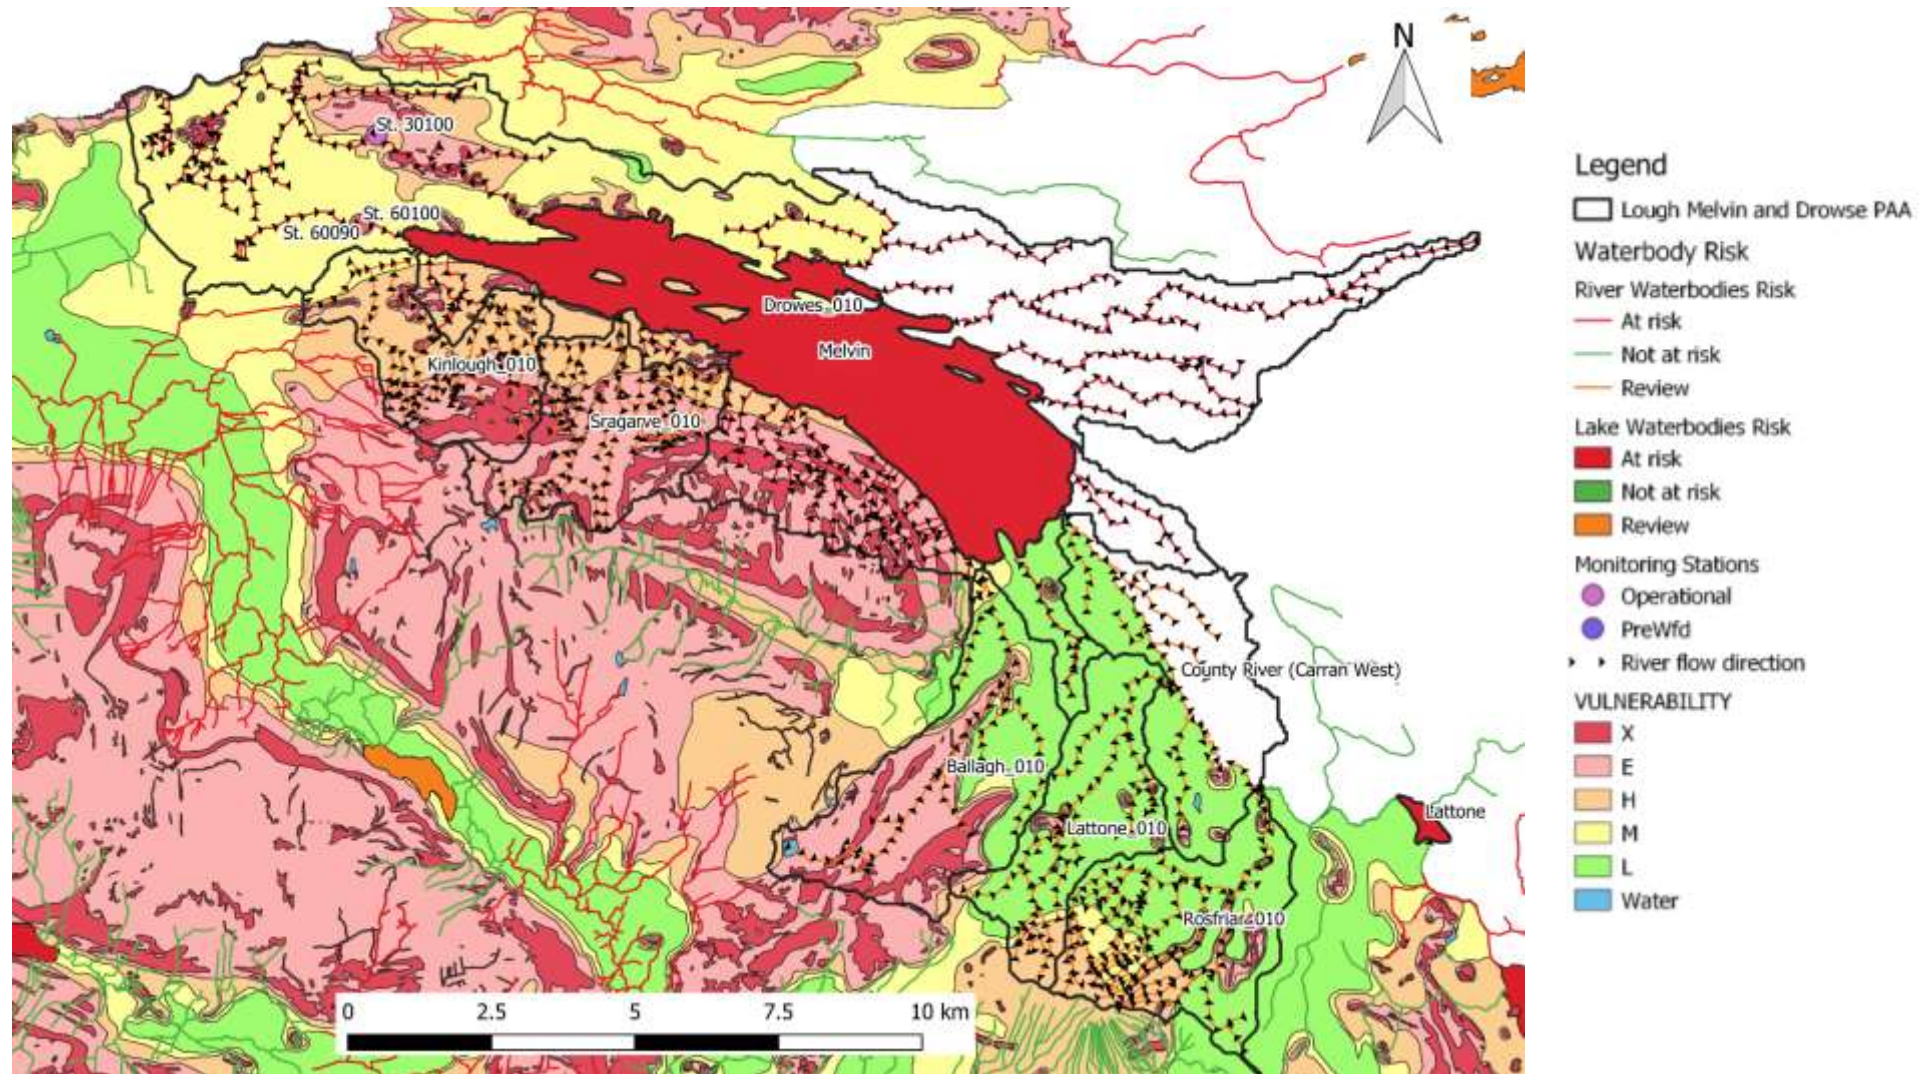 N
St. 30100
St. 60100
St. 60090
Drowes_010
Melvin
Kinlough_010
Sragarve_010
County River (Carran West)
Ballagh_010
Lattone
Lattone_010
Rosfriar_010
0 2.5 5 7.5 10 km
Legend
Lough Melvin and Drowse PAA
Waterbody Risk
River Waterbodies Risk
At risk
Not at risk
Review
Lake Waterbodies Risk
At risk
Not at risk
Review
Monitoring Stations
Operational
PreWfd
River flow direction
VULNERABILITY
X
E
H
M
L
Water